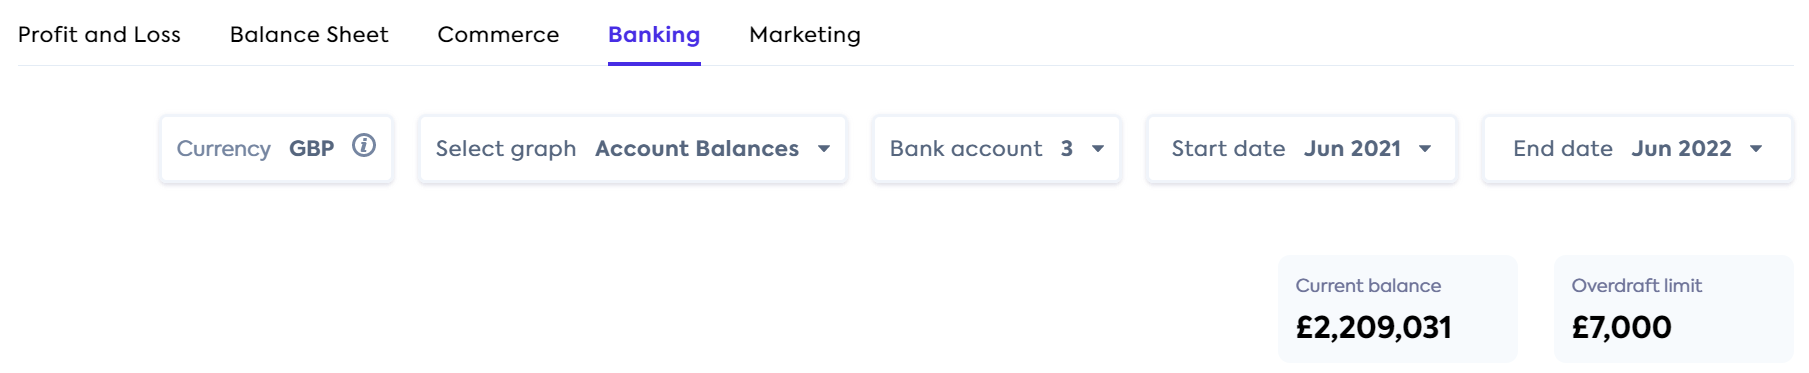 Profit and Loss Balance Sheet Commerce Banking Marketing
Currency GBP Select graph Account Balances Bank account 3 Start date Jun 2021 End date Jun 2022
Current balance Overdraft limit
£2,209,031 £7,000